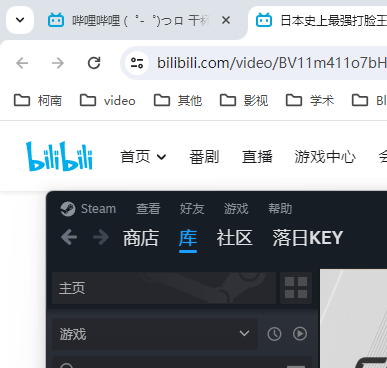 哔哩哔哩 (゜-゜)つロ 干杯
日本史上最强打脸王
bilibili.com/video/BV11m411o7bH
柯南 video 其他 影视 学术 Bl
bilibili 首页 番剧 直播 游戏中心
Steam 查看 好友 游戏 帮助
商店 库 社区 落日KEY
主页
游戏